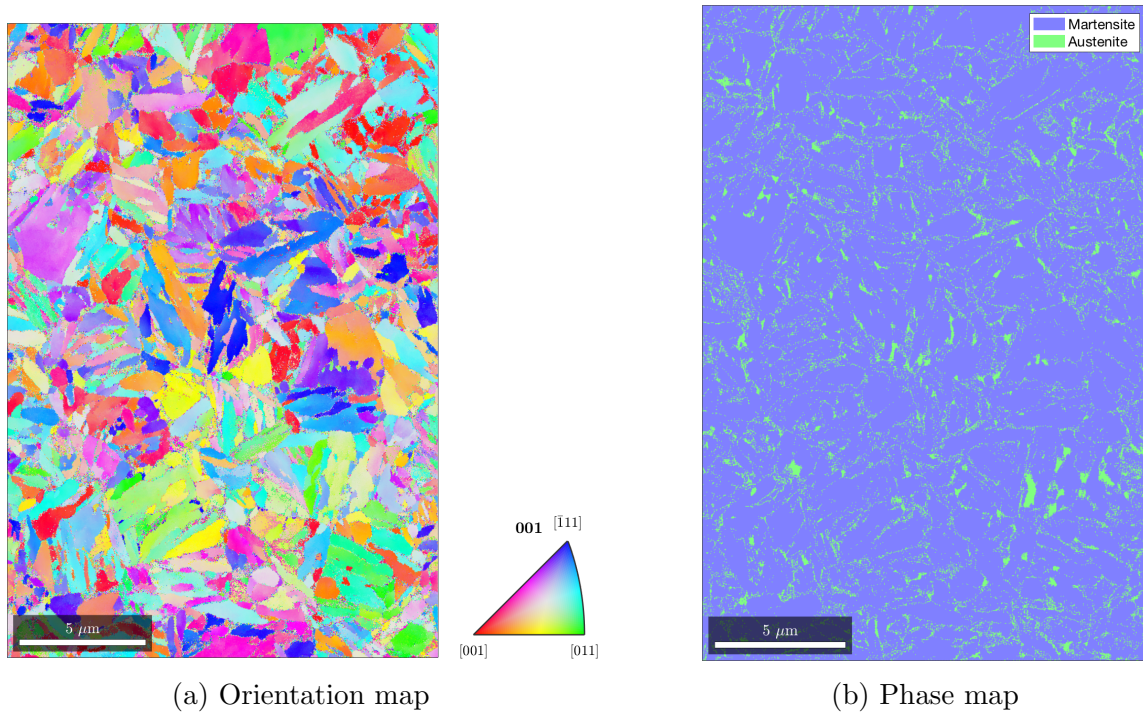 Martensite
Austenite
001 [1̄11]
[001] [011]
5 μm
5 μm
(a) Orientation map
(b) Phase map